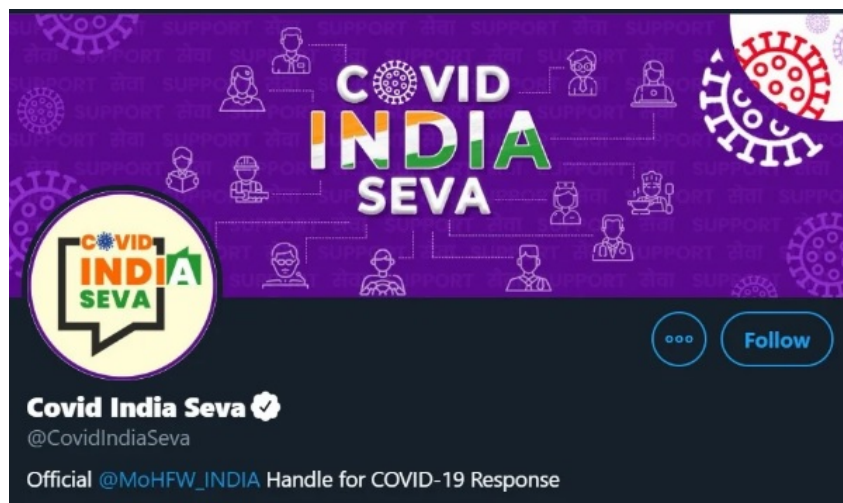 COVID
INDIA
SEVA
COVID
INDIA
SEVA
Follow
Covid India Seva
@CovidIndiaSeva
Official @MoHFW_INDIA Handle for COVID-19 Response